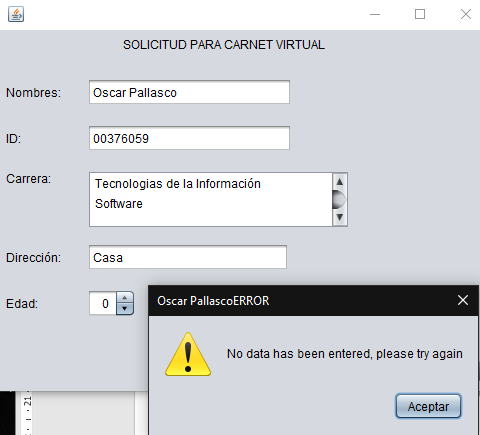 SOLICITUD PARA CARNET VIRTUAL
Nombres: Oscar Pallasco
ID: 00376059
Carrera: Tecnologias de la Información
Software
Dirección: Casa
Edad: 0
Oscar PallascoERROR
No data has been entered, please try again
Aceptar
21